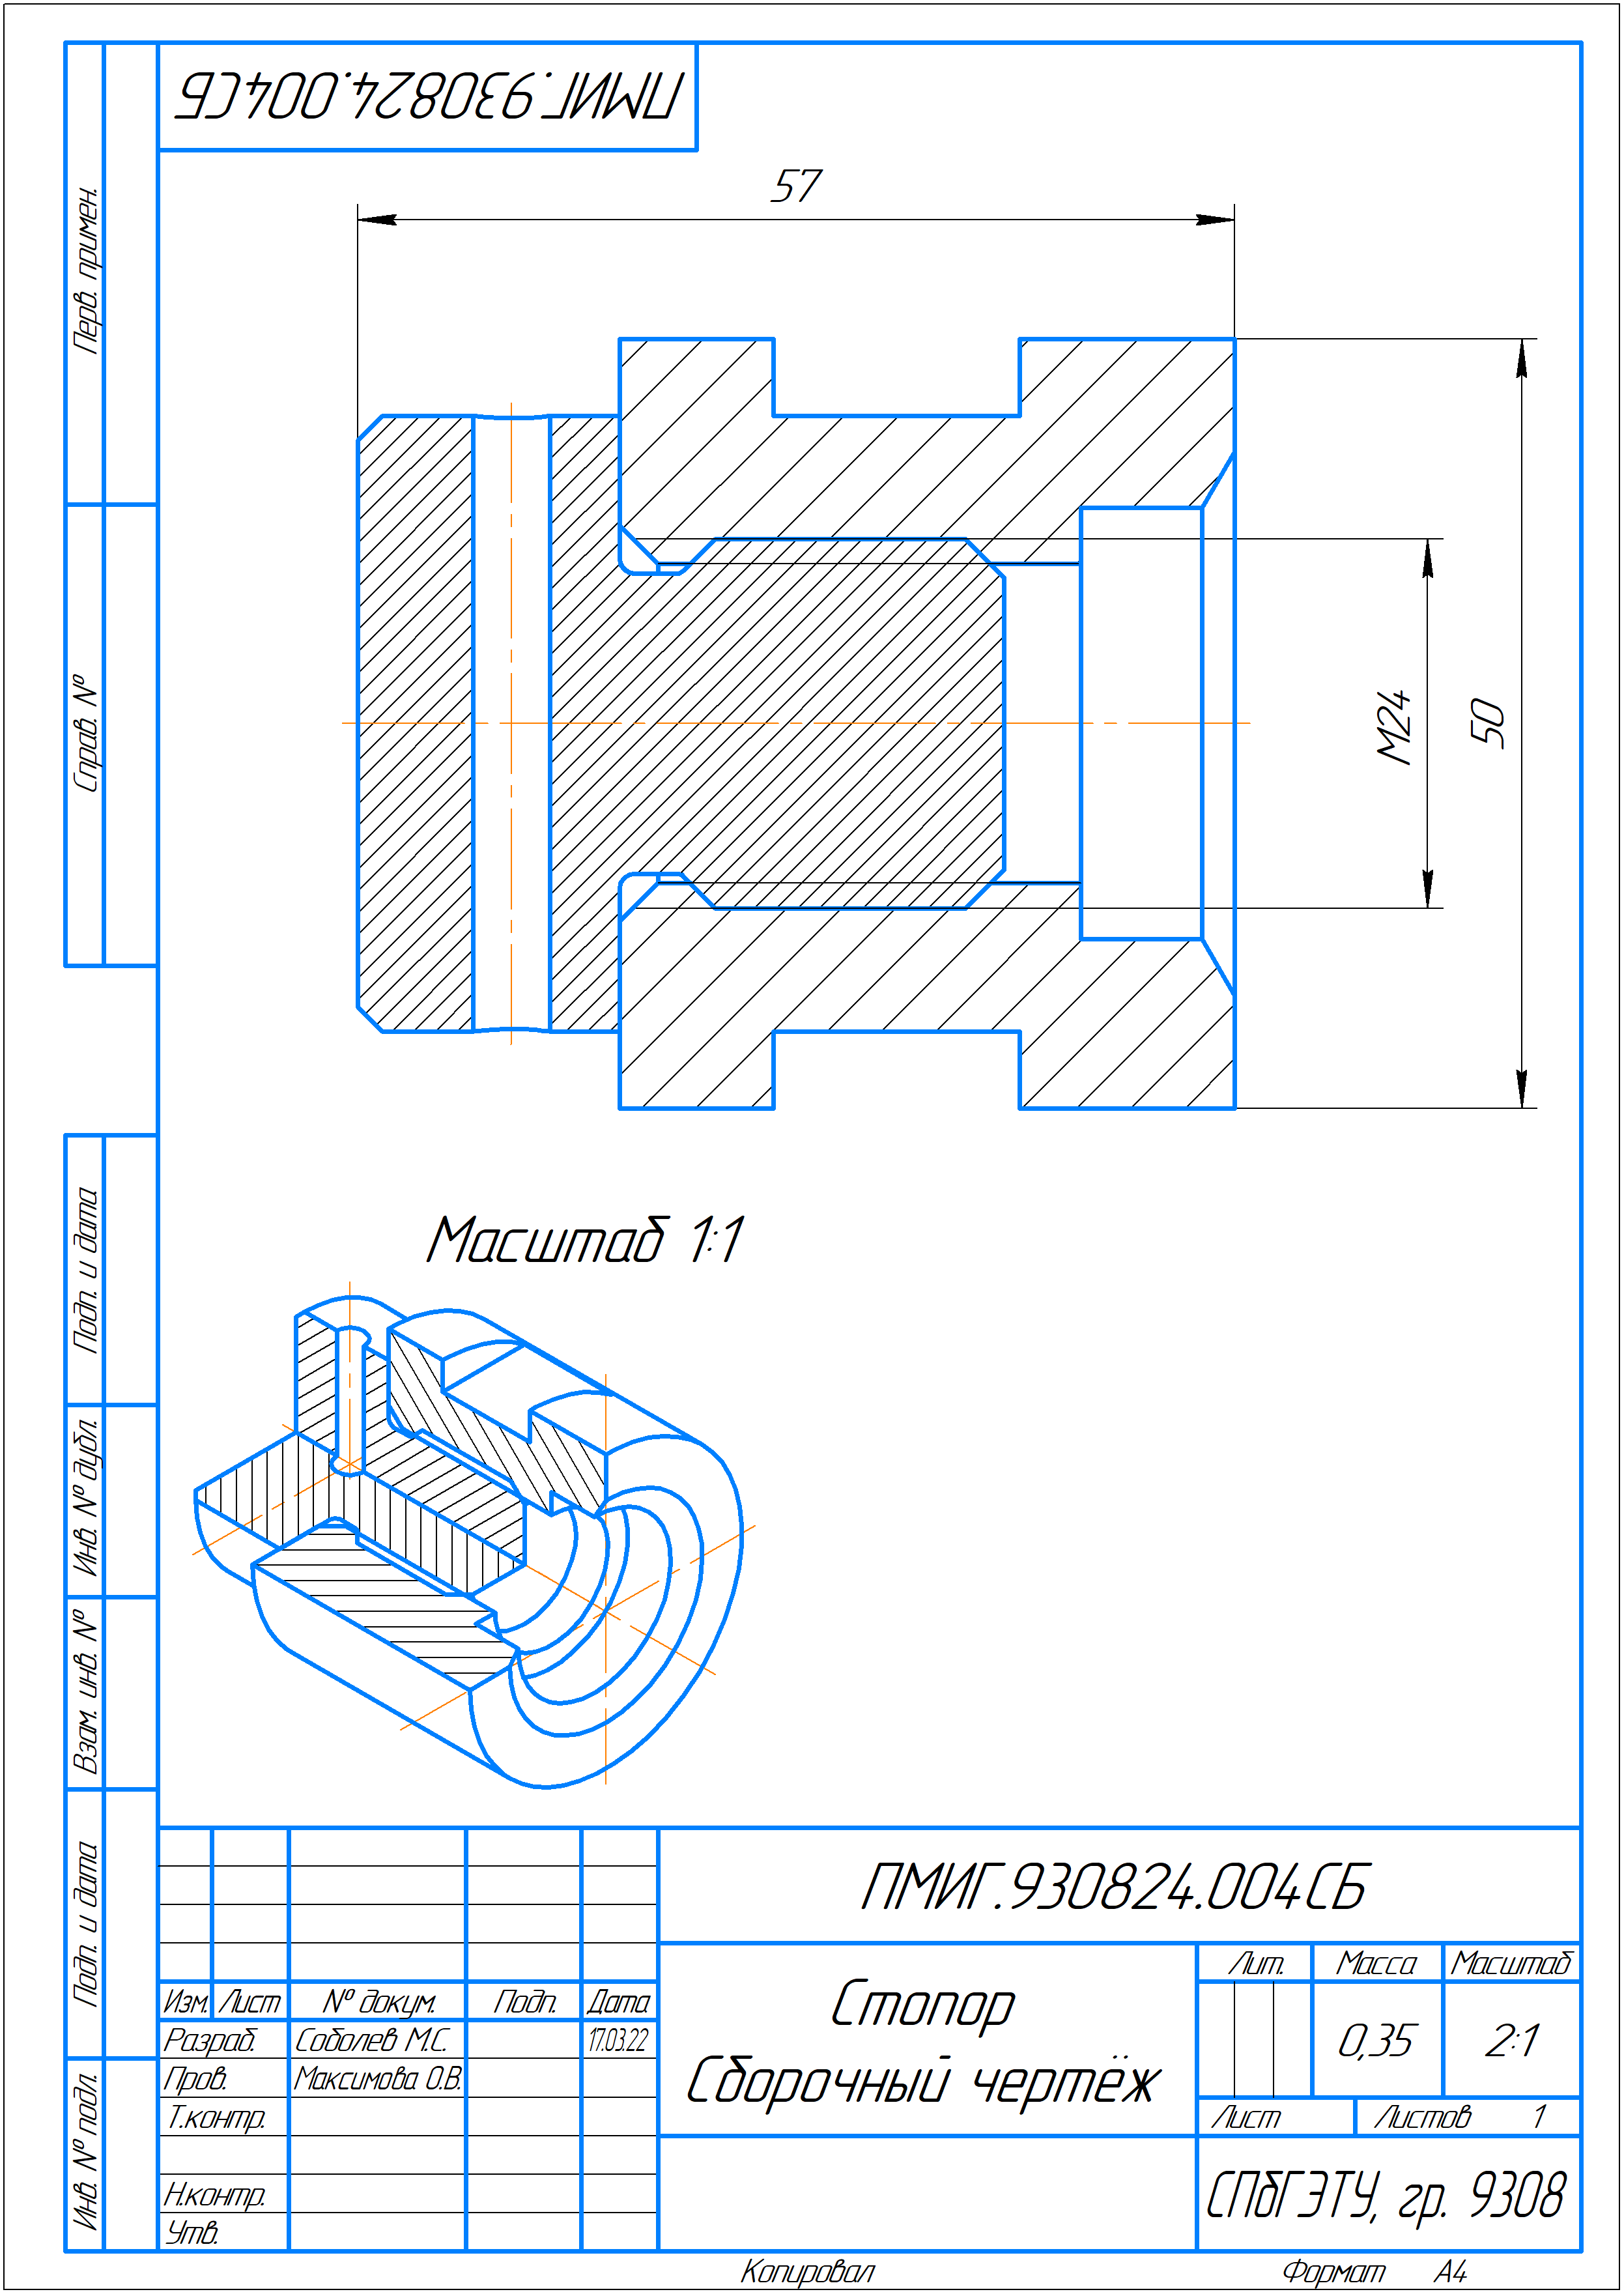 ПМИГ.930824.004СБ
Перв. примен.
Справ. №
Подп. и дата
Инв. № дубл.
Взам. инв. №
Подп. и дата
Инв. № подл.
57
М24
50
Масштаб 1:1
ПМИГ.930824.004СБ
Изм. Лист № докум. Подп. Дата
Разраб. Соболев М.С. 17.03.22
Пров. Максимова О.В.
Т.контр.
Н.контр.
Утв.
Стопор
Сборочный чертёж
Лит. Масса Масштаб
0,35 2:1
Лист Листов 1
СПбГЭТУ, гр. 9308
Копировал Формат А4